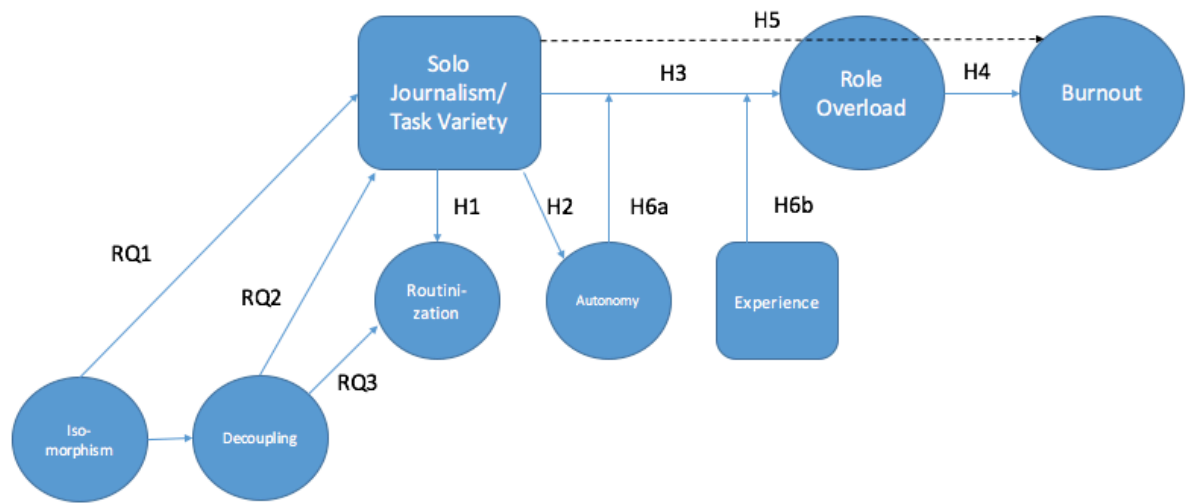 H5
Solo
Journalism/
Task Variety
H3
Role
Overload
H4
Burnout
H1
H2
H6a
H6b
RQ1
RQ2
Routini-
zation
Autonomy
Experience
RQ3
Iso-
morphism
Decoupling